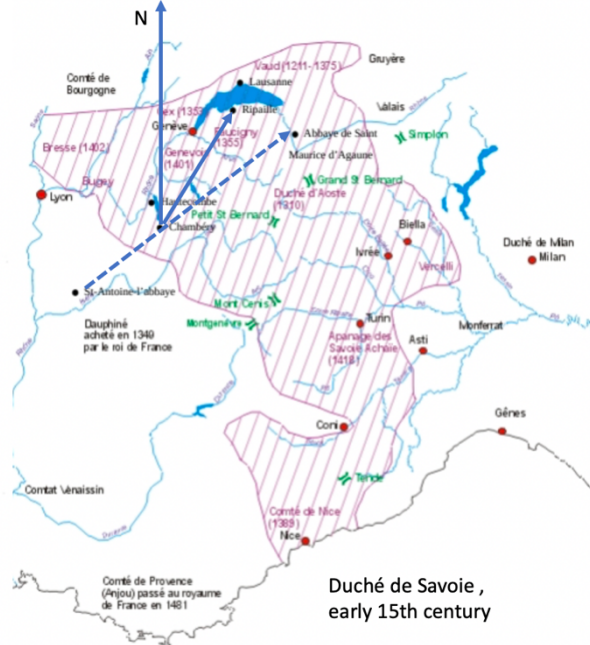 N
Gruyère
Vaud (1211-1375)
Comté de
Bourgogne
Lausanne
Ripaille
Valais
Gex (1353)
Genève
Faucigny
(1355)
Abbaye de Saint
Maurice d'Agaune
Simplon
Bresse (1402)
Genevois
(1401)
Bugey
Grand St Bernard
Lyon
Hautecombe
Duché d'Aoste
(1310)
Petit St Bernard
Chambéry
Biella
Ivrée
Vercelli
Duché de Milan
Milan
St-Antoine-l'abbaye
Mont Cenis
Montgenèvre
Turin
Monferrat
Dauphiné
acheté en 1349
par le roi de France
Apanage des
Savoie Achaïe
(1418)
Asti
Coni
Gênes
Tende
Comtat Venaissin
Comté de Nice
(1388)
Nice
Comté de Provence
(Anjou) passé au royaume
de France en 1481
Duché de Savoie ,
early 15th century